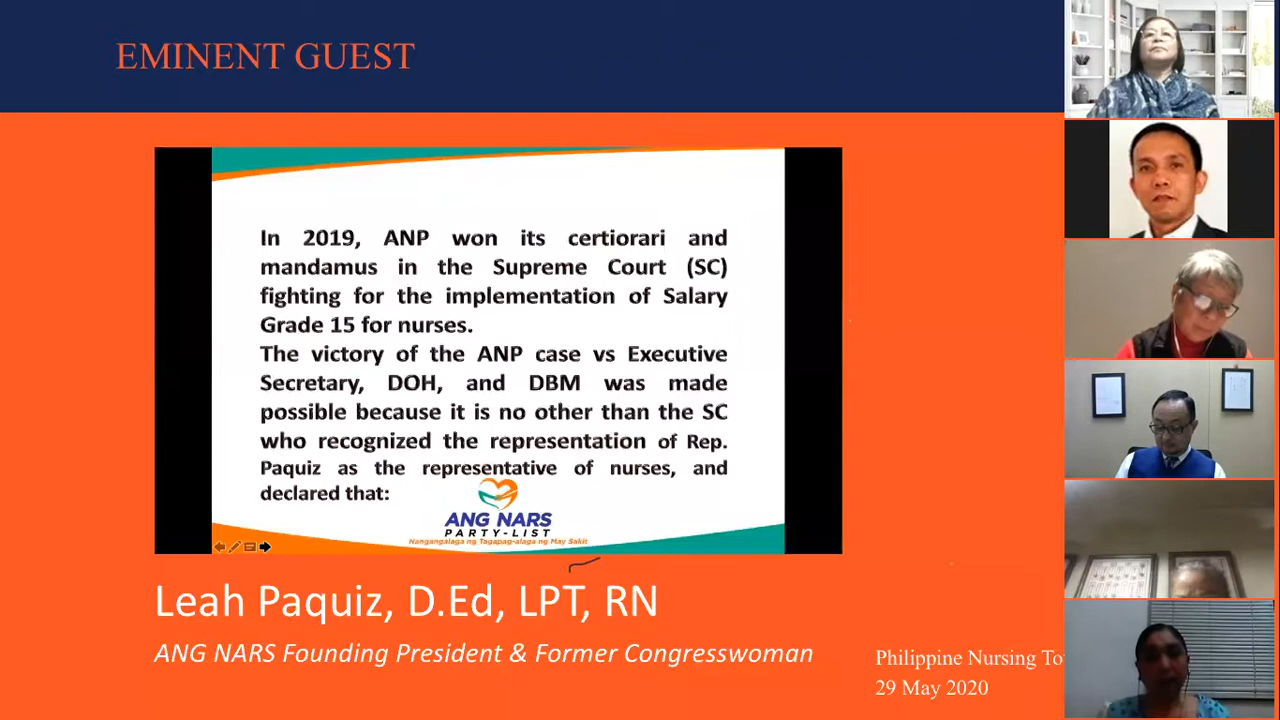 EMINENT GUEST
In 2019, ANP won its certiorari and
mandamus in the Supreme Court (SC)
fighting for the implementation of Salary
Grade 15 for nurses.
The victory of the ANP case vs Executive
Secretary, DOH, and DBM was made
possible because it is no other than the SC
who recognized the representation of Rep.
Paquiz as the representative of nurses, and
declared that:
ANG NARS
PARTY-LIST
Nangangalaga ng Tagapag-alaga ng May Sakit
Leah Paquiz, D.Ed, LPT, RN
ANG NARS Founding President & Former Congresswoman
Philippine Nursing To
29 May 2020